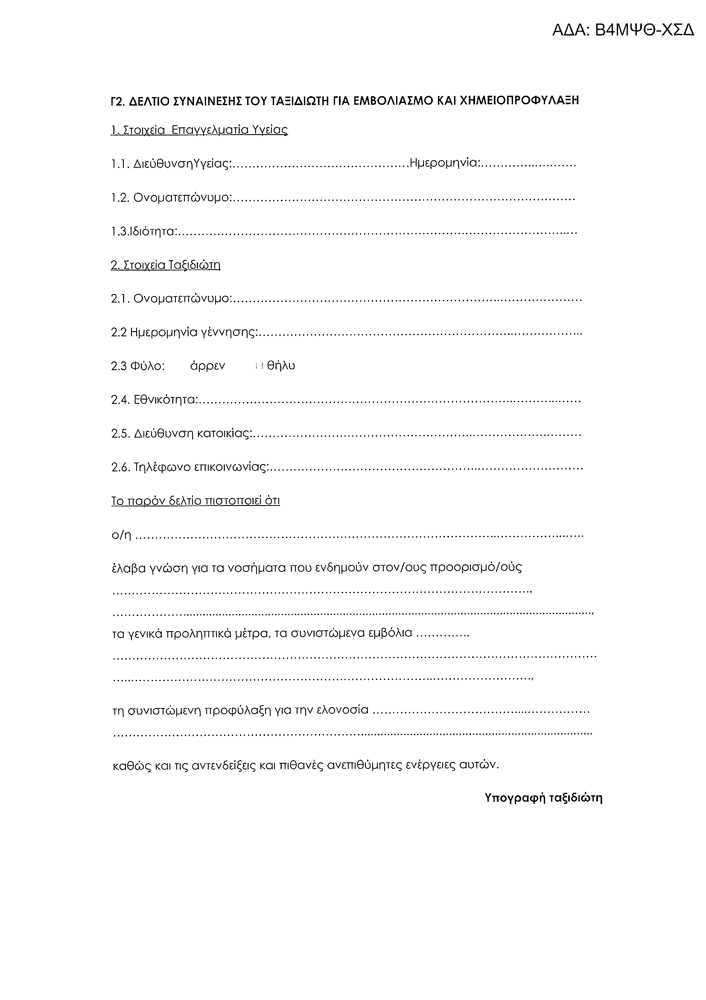 ΑΔΑ: Β4ΜΨΘ-ΧΣΔ
Γ2. ΔΕΛΤΙΟ ΣΥΝΑΙΝΕΣΗΣ ΤΟΥ ΤΑΞΙΔΙΩΤΗ ΓΙΑ ΕΜΒΟΛΙΑΣΜΟ ΚΑΙ ΧΗΜΕΙΟΠΡΟΦΥΛΑΞΗ
1. Στοιχεία Επαγγελματία Υγείας
1.1. ΔιεύθυνσηΥγείας:.............................................Ημερομηνία:........................
1.2. Ονοματεπώνυμο:.......................................................................................
1.3.Ιδιότητα:.....................................................................................................
2. Στοιχεία Ταξιδιώτη
2.1. Ονοματεπώνυμο:........................................................................................
2.2 Ημερομηνία γέννησης:..................................................................................
2.3 Φύλο: άρρεν θήλυ
2.4. Εθνικότητα:.................................................................................................
2.5. Διεύθυνση κατοικίας:...................................................................................
2.6. Τηλέφωνο επικοινωνίας:...............................................................................
Το παρόν δελτίο πιστοποιεί ότι
ο/η .................................................................................................................
έλαβα γνώση για τα νοσήματα που ενδημούν στον/ους προορισμό/ούς
..........................................................................................................
.........................................................................................................................,
τα γενικά προληπτικά μέτρα, τα συνιστώμενα εμβόλια ..............
..........................................................................................................................
..........................................................................................................,
τη συνιστώμενη προφύλαξη για την ελονοσία .......................................................
.........................................................................................................................
καθώς και τις αντενδείξεις και πιθανές ανεπιθύμητες ενέργειες αυτών.
Υπογραφή ταξιδιώτη